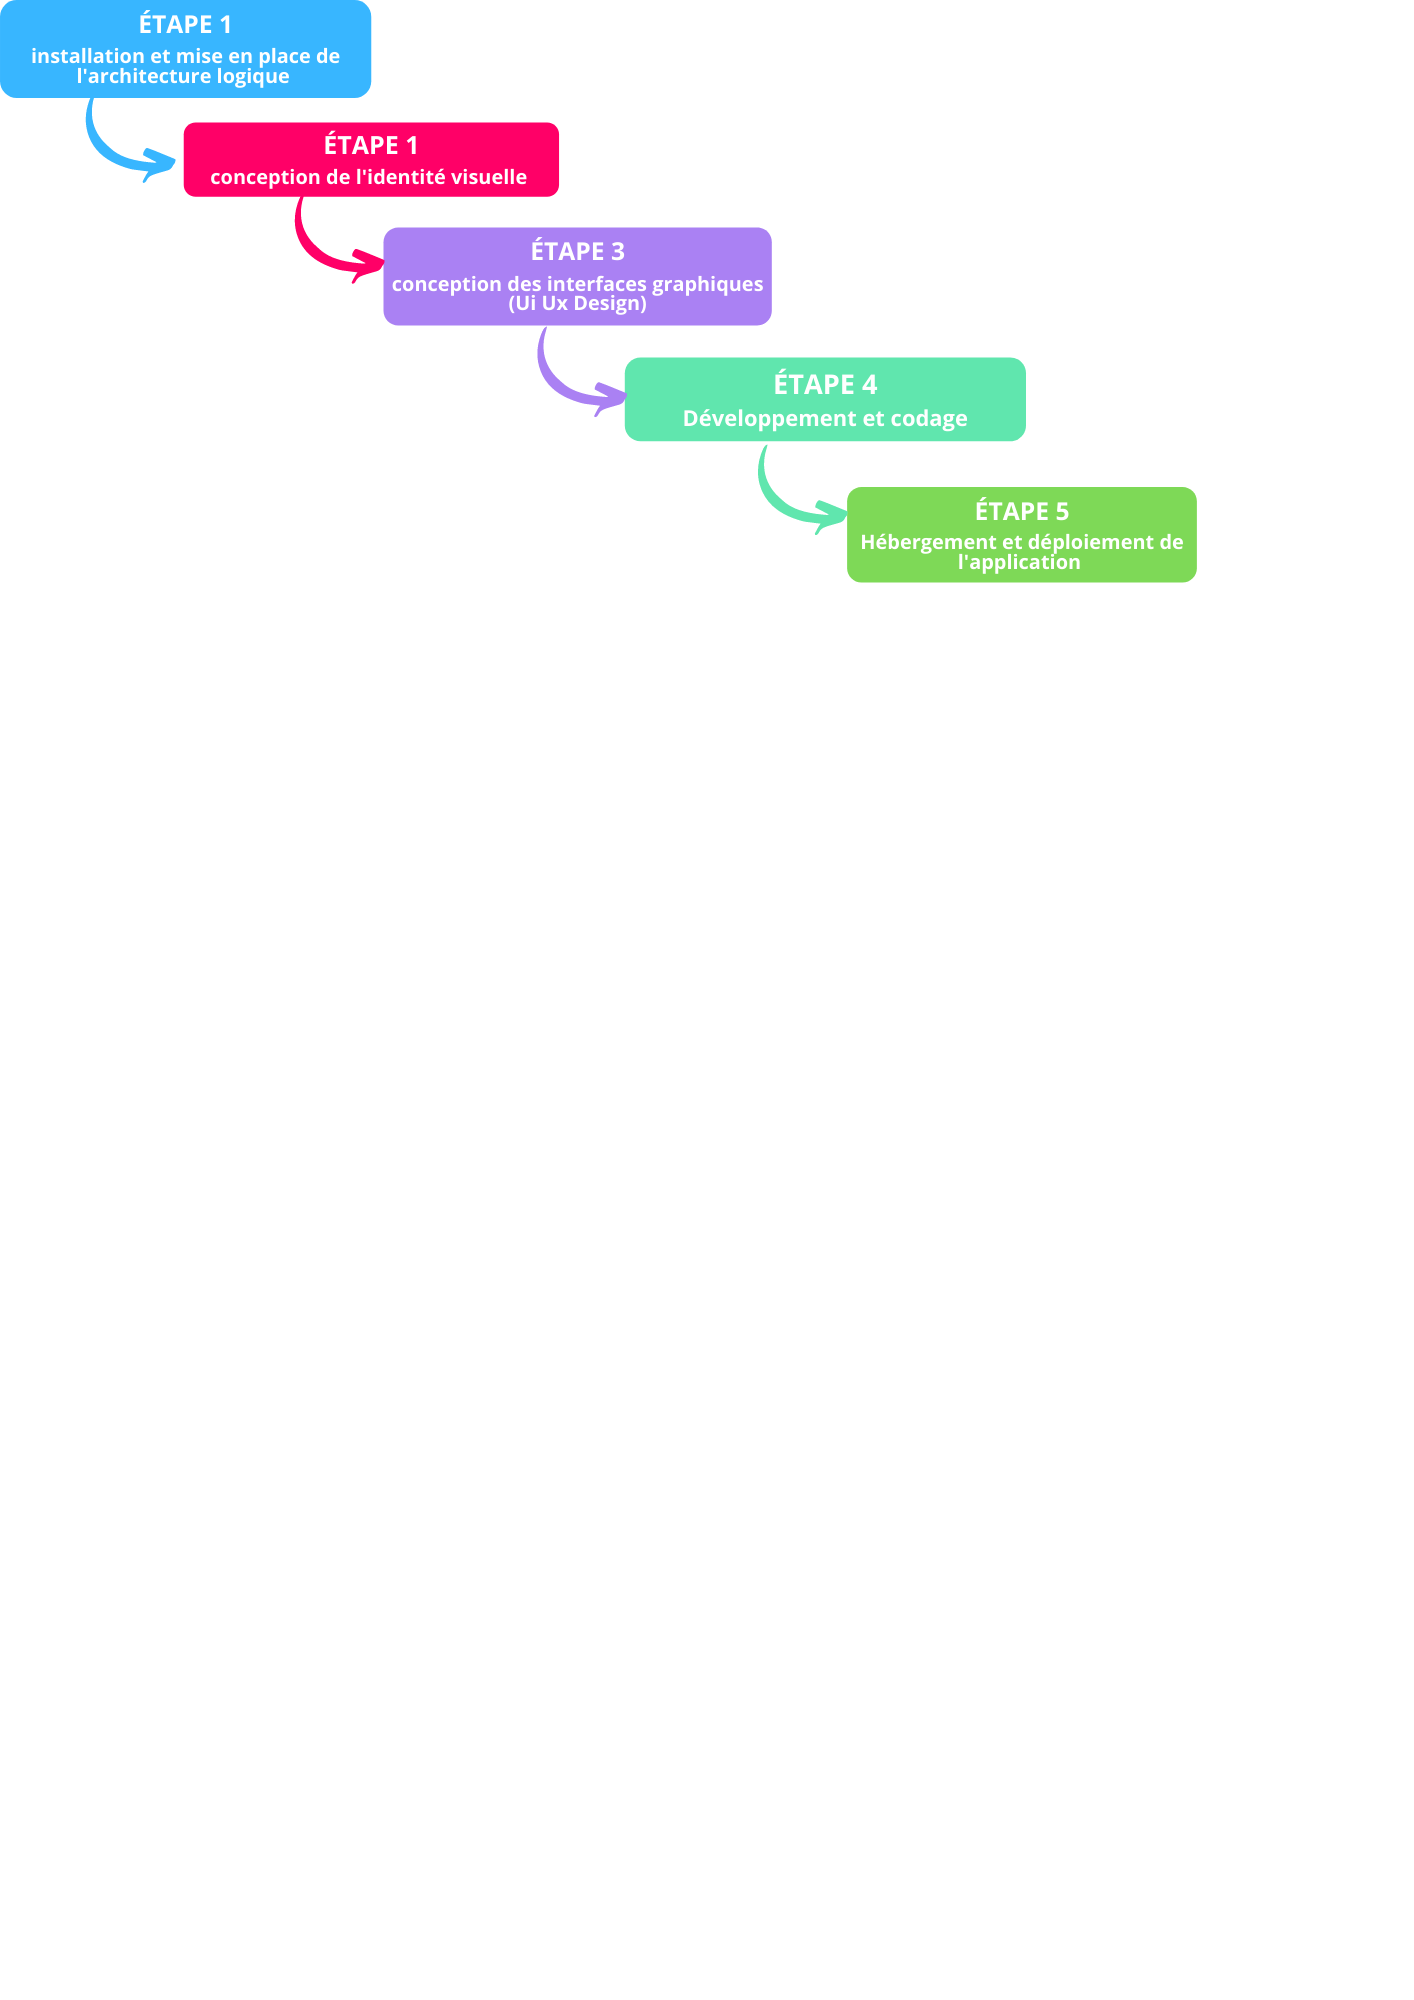 ÉTAPE 1
installation et mise en place de
l'architecture logique
ÉTAPE 1
conception de l'identité visuelle
ÉTAPE 3
conception des interfaces graphiques
(Ui Ux Design)
ÉTAPE 4
Développement et codage
ÉTAPE 5
Hébergement et déploiement de
l'application